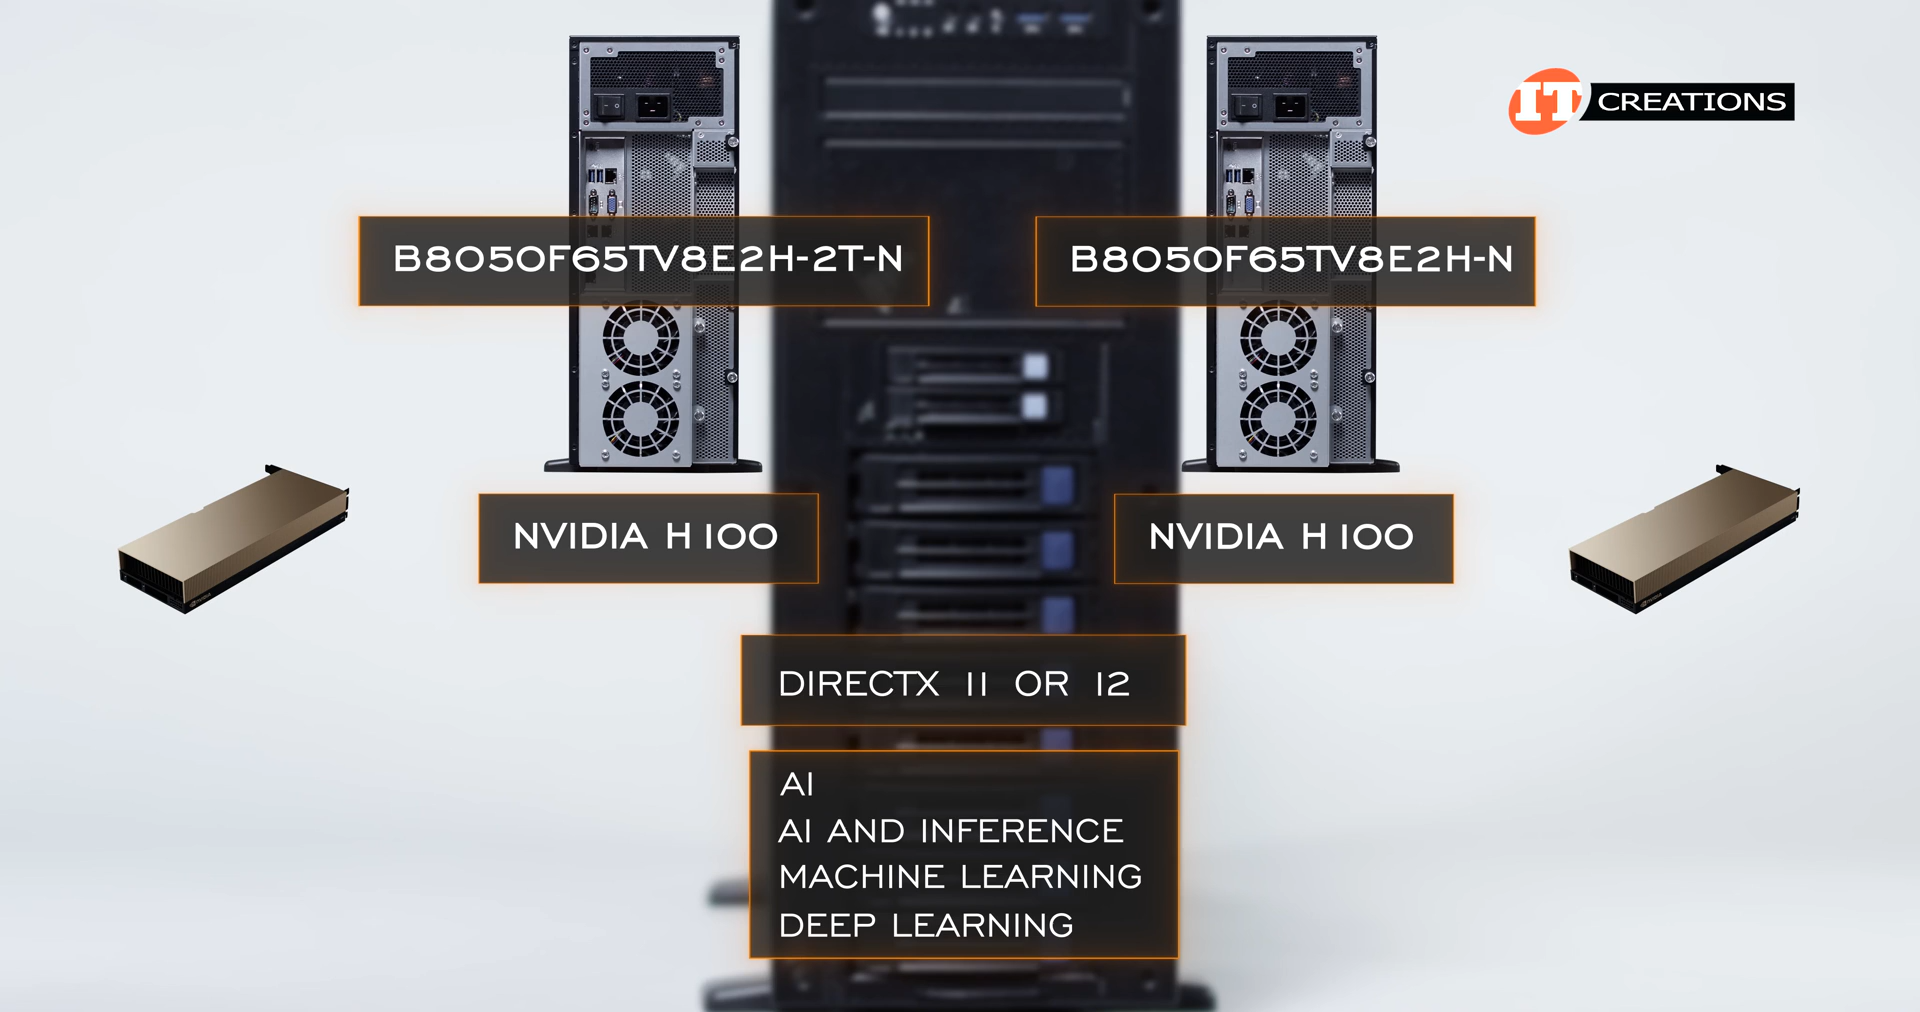 IT CREATIONS
B8050F65TV8E2H-2T-N
B8050F65TV8E2H-N
NVIDIA H100
NVIDIA H100
DIRECTX 11 OR 12
AI
AI AND INFERENCE
MACHINE LEARNING
DEEP LEARNING